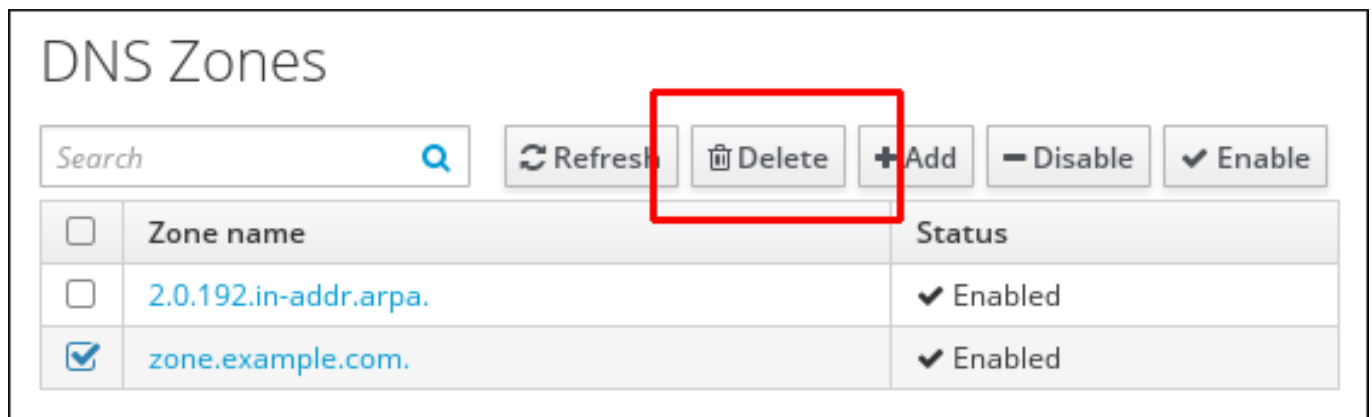 DNS Zones
Search Refresh Delete Add Disable Enable
Zone name Status
2.0.192.in-addr.arpa. Enabled
zone.example.com. Enabled